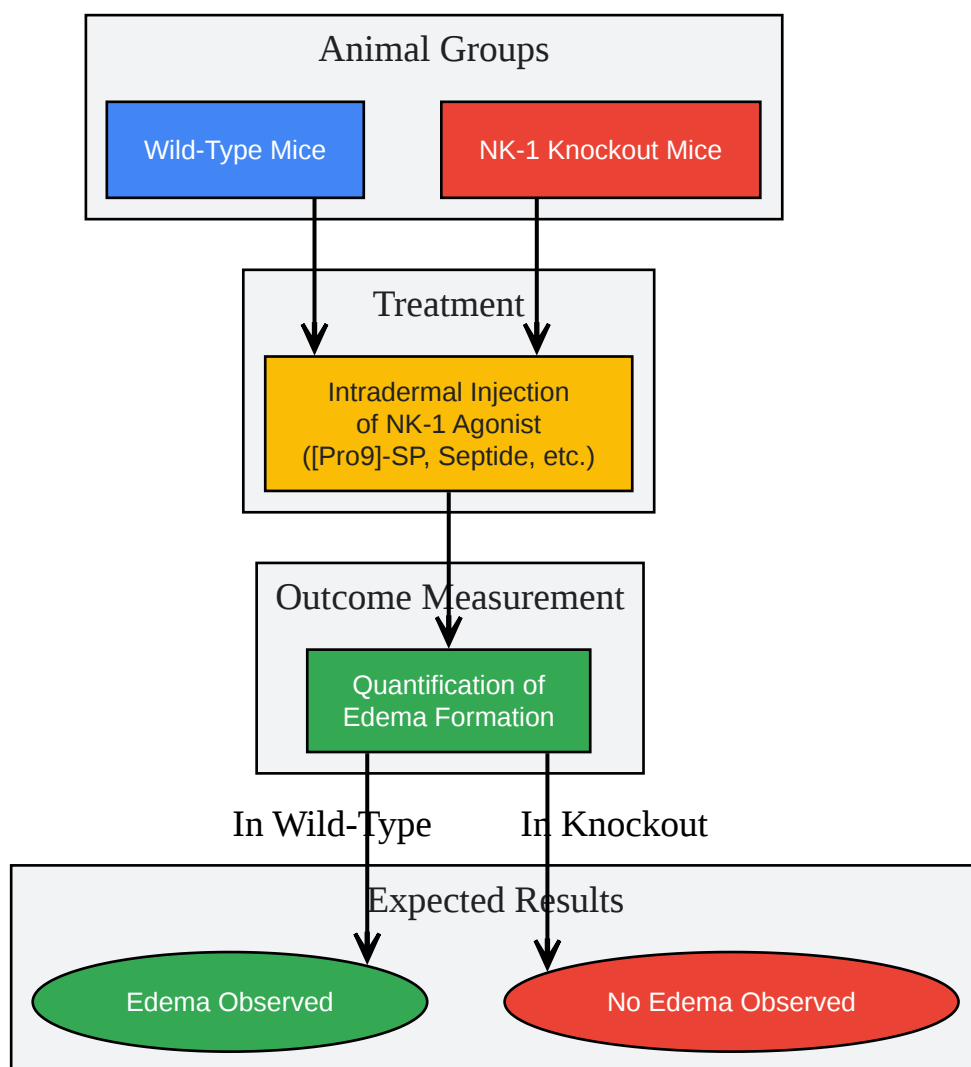 Animal Groups
Wild-Type Mice
NK-1 Knockout Mice
Treatment
Intradermal Injection
of NK-1 Agonist
([Pro9]-SP, Septide, etc.)
Outcome Measurement
Quantification of
Edema Formation
In Wild-Type
In Knockout
Expected Results
Edema Observed
No Edema Observed